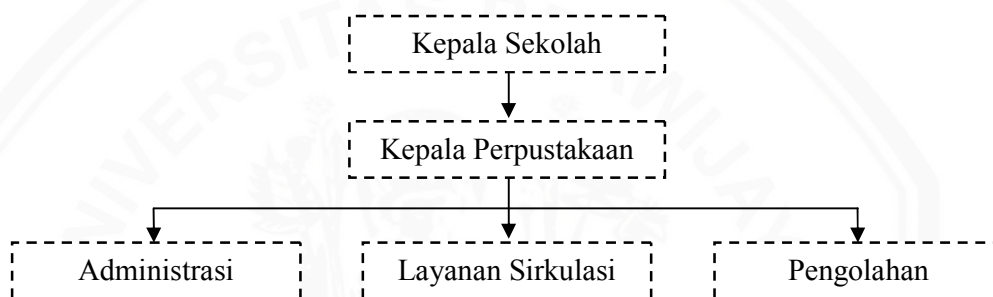 Kepala Sekolah
Kepala Perpustakaan
Administrasi
Layanan Sirkulasi
Pengolahan